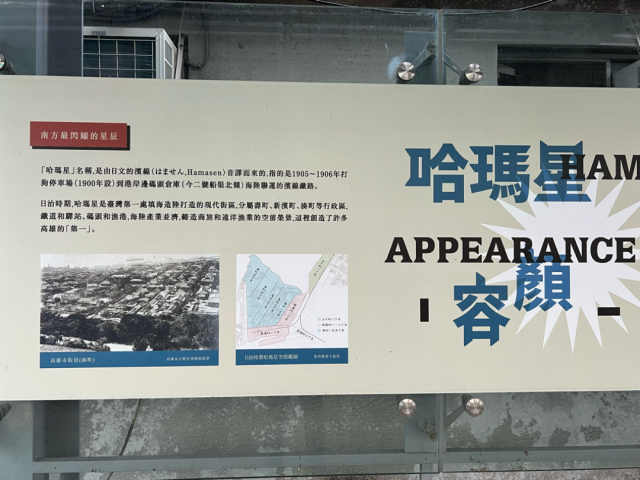 南方最閃耀的星辰
「哈瑪星」名稱,是由日文的濱線(はません,Hamasen)音譯而來的,指的是1905～1906年打
狗停車場(1900年設)到港岸邊碼頭倉庫(今二號船渠北側)海陸聯運的濱線鐵路。
日治時期,哈瑪星是臺灣第一處填海造陸打造的現代街區,分屬壽町、新濱町、湊町等行政區,
鐵道和驛站、碼頭和漁港,海陸產業並濟,締造商旅和遠洋漁業的空前榮景,這裡創造了許多
高雄的「第一」。
高雄市街景(湊町)
日治時期哈瑪星空間範圍
哈瑪星
HAM
APPEARANCE
容顏